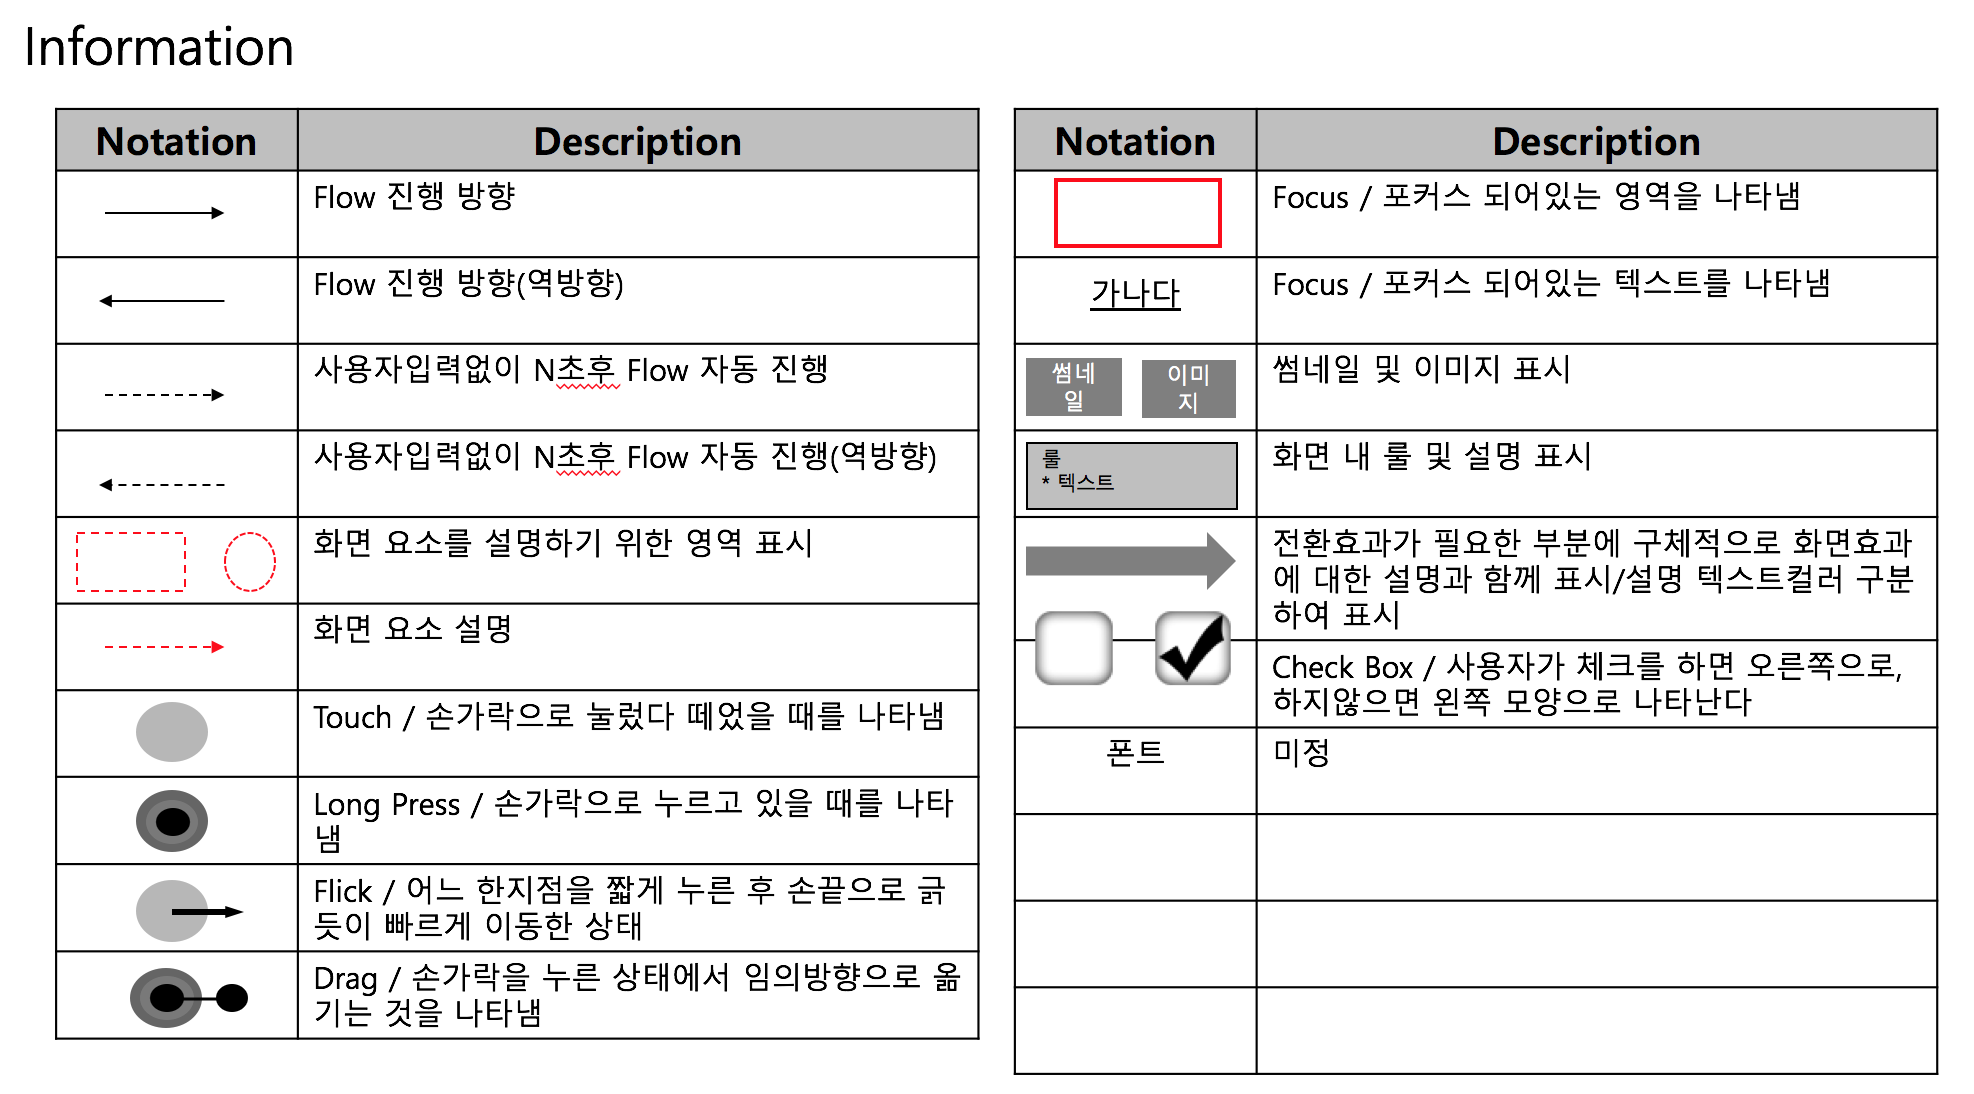 Information
Notation
Description
Flow 진행 방향
Flow 진행 방향(역방향)
사용자입력없이 N초후 Flow 자동 진행
사용자입력없이 N초후 Flow 자동 진행(역방향)
화면 요소를 설명하기 위한 영역 표시
화면 요소 설명
Touch / 손가락으로 눌렀다 떼었을 때를 나타냄
Long Press / 손가락으로 누르고 있을 때를 나타
냄
Flick / 어느 한지점을 짧게 누른 후 손끝으로 긁
듯이 빠르게 이동한 상태
Drag / 손가락을 누른 상태에서 임의방향으로 옮
기는 것을 나타냄
Notation
Description
Focus / 포커스 되어있는 영역을 나타냄
가나다
Focus / 포커스 되어있는 텍스트를 나타냄
썸네
일
이미
지
썸네일 및 이미지 표시
룰
* 텍스트
화면 내 룰 및 설명 표시
전환효과가 필요한 부분에 구체적으로 화면효과
에 대한 설명과 함께 표시/설명 텍스트컬러 구분
하여 표시
Check Box / 사용자가 체크를 하면 오른쪽으로,
하지않으면 왼쪽 모양으로 나타난다
폰트
미정